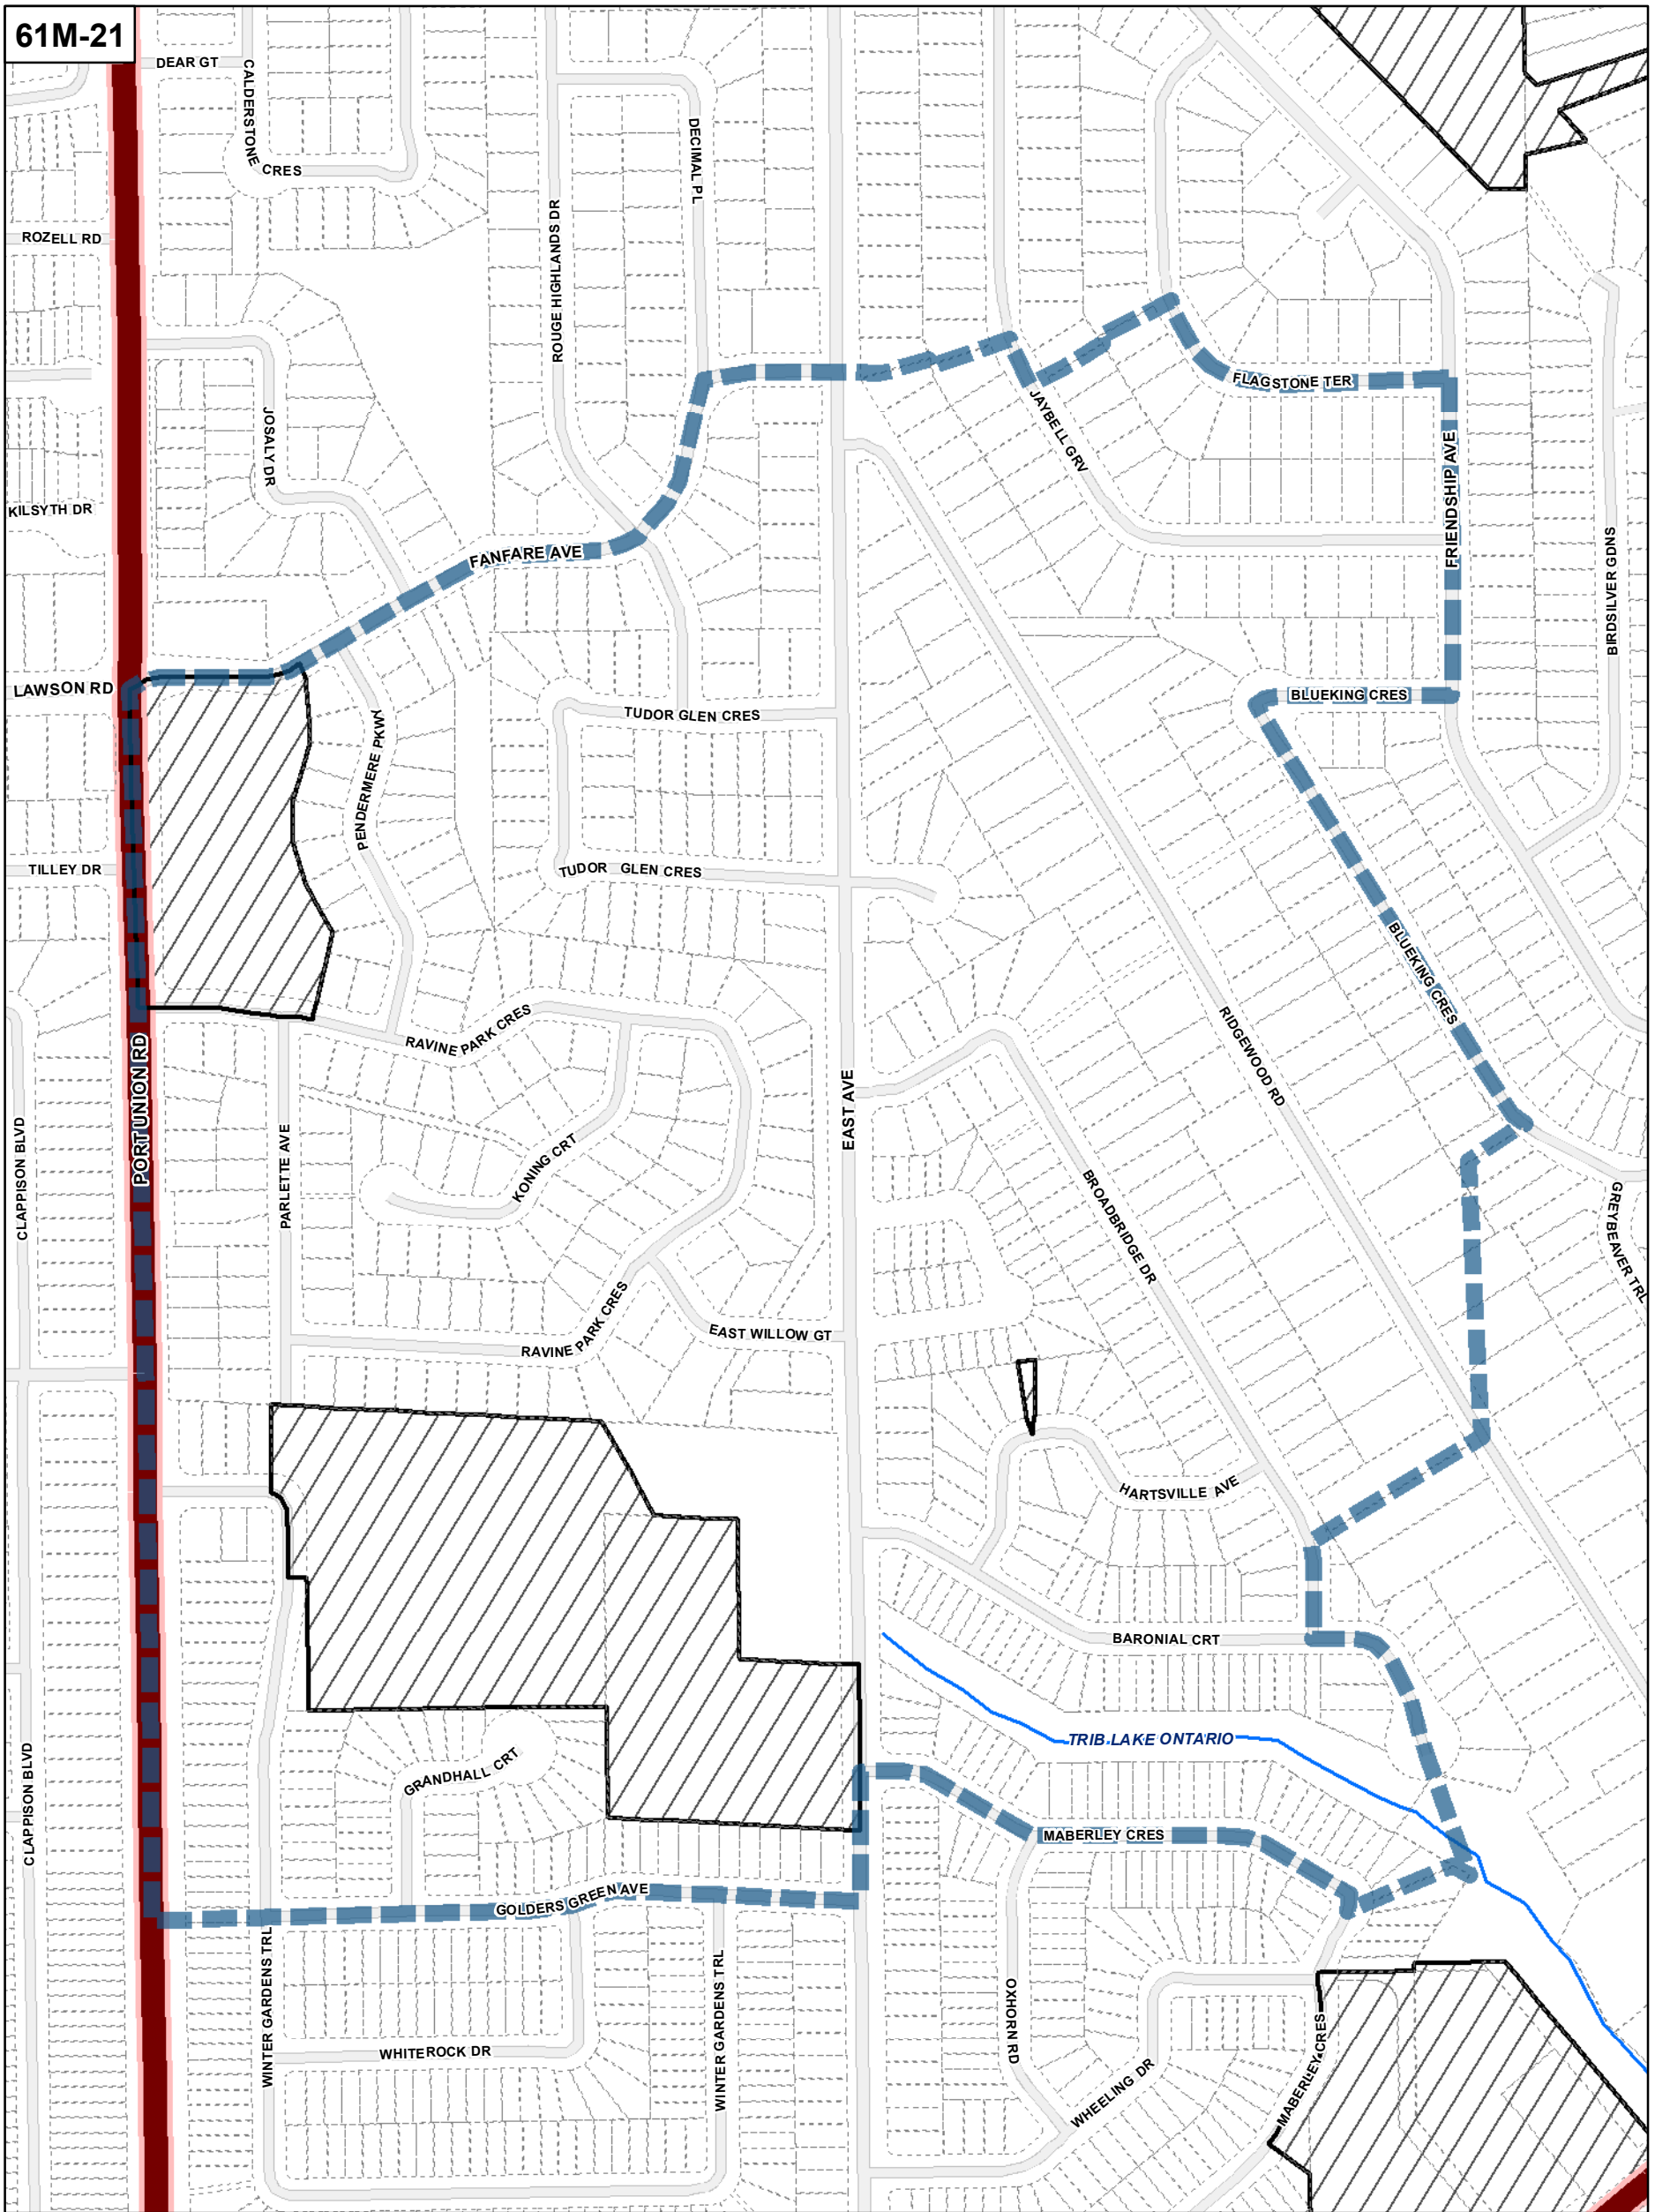 61M-21
DEAR GT
CALDERSTONE
CRES
DECIMAL PL
ROZELL RD
ROUGE HIGHLANDS DR
FLAGSTONE TER
JAYBELL GRV
JOSALY DR
KILSYTH DR
FRIENDSHIP AVE
FANFARE AVE
BIRDSILVER GDNS
LAWSON RD
BLUEKING CRES
TUDOR GLEN CRES
PENDERMERE PKWY
TILLEY DR
TUDOR GLEN CRES
BLUEKING CRES
RAVINE PARK CRES
RIDGEWOOD RD
PORT UNION RD
EAST AVE
CLAPPISON BLVD
PARLETTE AVE
KONING CRT
BROADBRIDGE DR
GREYBEAVER TRL
RAVINE PARK CRES
EAST WILLOW GT
HARTSVILLE AVE
BARONIAL CRT
TRIB. LAKE ONTARIO
CLAPPISON BLVD
GRANDHALL CRT
MABERLEY CRES
GOLDERS GREEN AVE
WINTER GARDENS TRL
WINTER GARDENS TRL
OXHORN RD
WHITEROCK DR
WHEELING DR
MABERLEY CRES